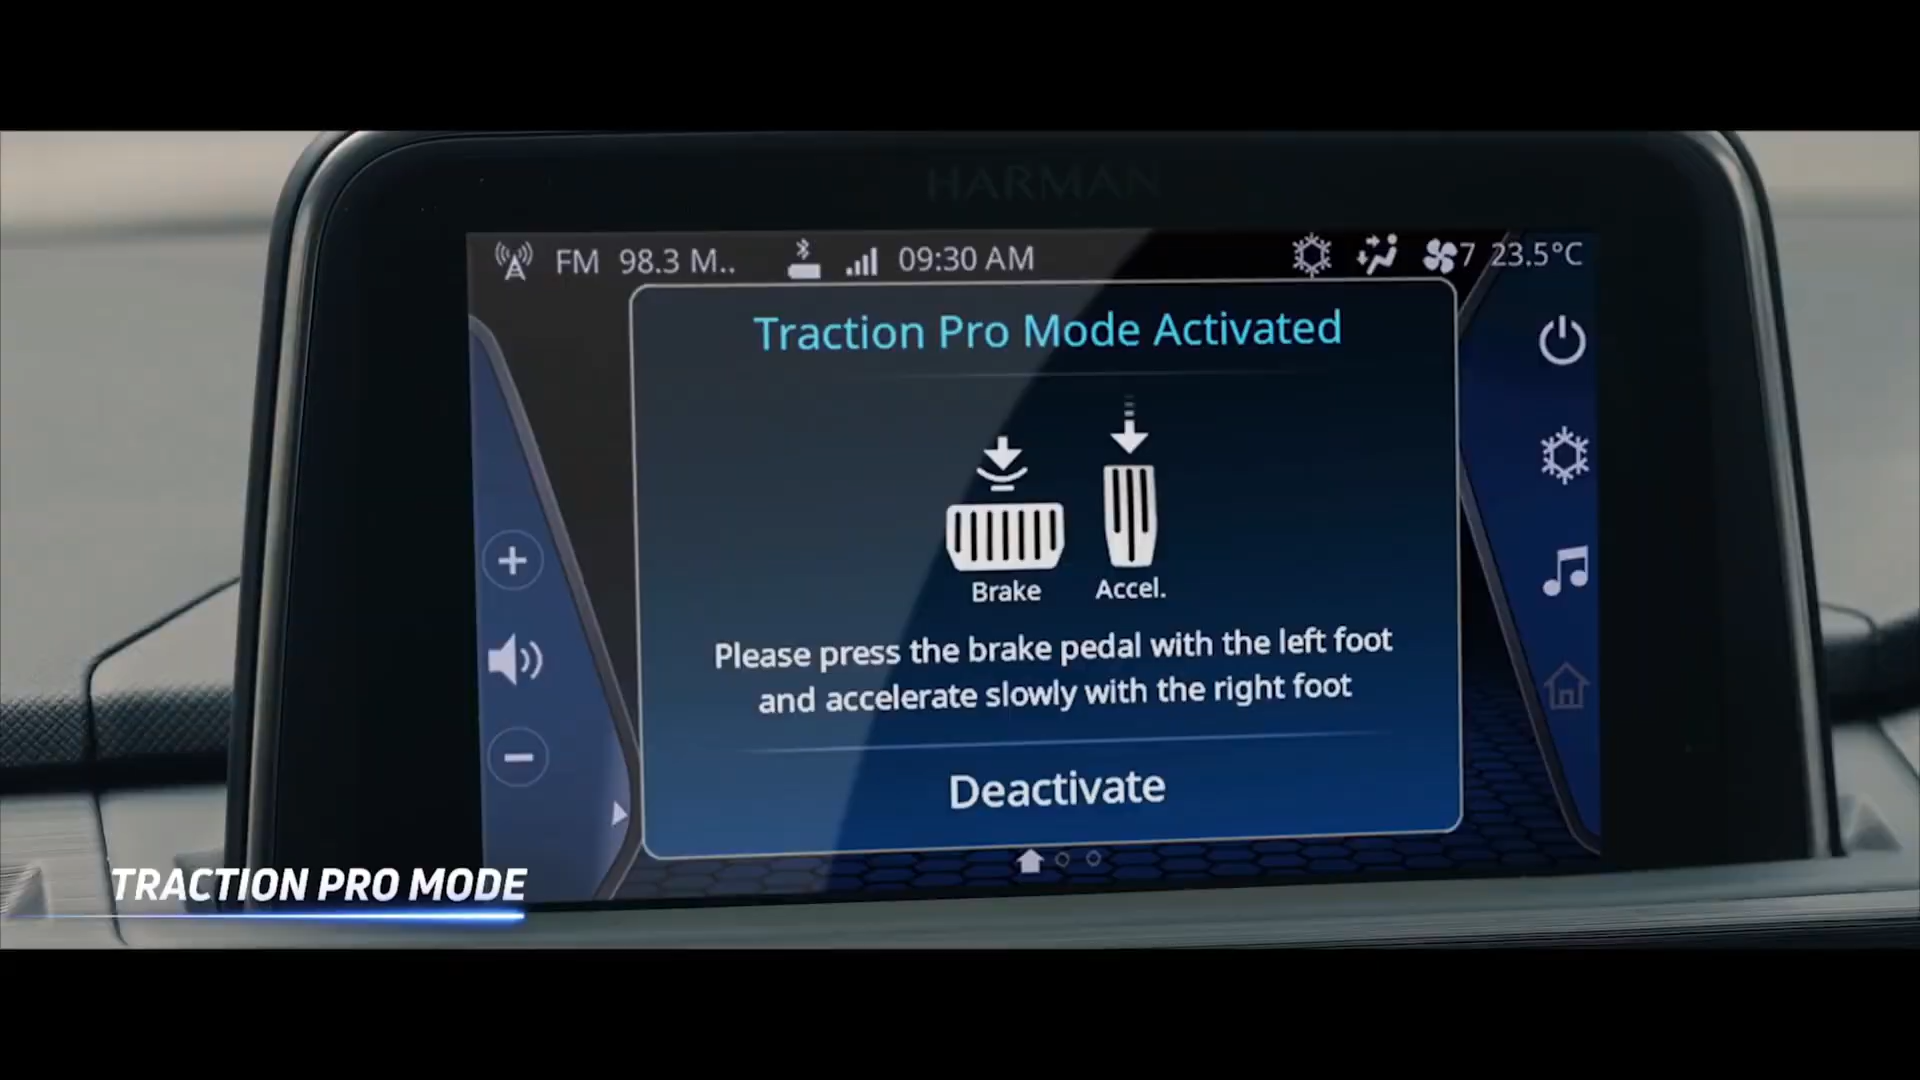 HARMAN
FM 98.3 M.. 09:30 AM 7 23.5°C
Traction Pro Mode Activated
Brake Accel.
Please press the brake pedal with the left foot
and accelerate slowly with the right foot
Deactivate
TRACTION PRO MODE